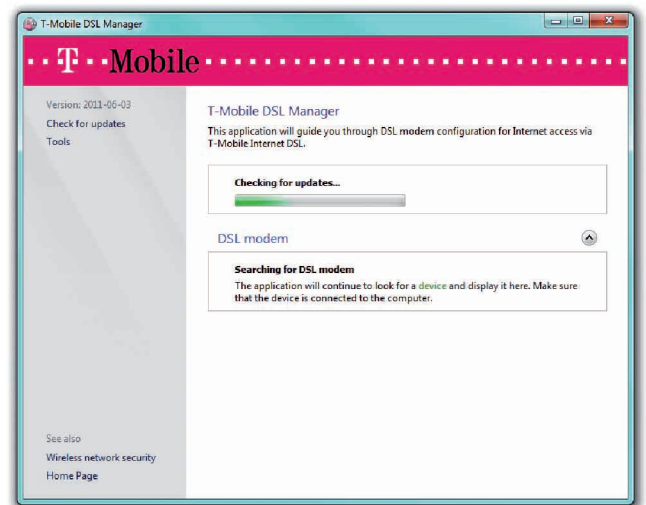 T-Mobile DSL Manager
T Mobile
Version: 2011-06-03
Check for updates
Tools
T-Mobile DSL Manager
This application will guide you through DSL modem configuration for Internet access via
T-Mobile Internet DSL.
Checking for updates...
DSL modem
Searching for DSL modem
The application will continue to look for a device and display it here. Make sure
that the device is connected to the computer.
See also
Wireless network security
Home Page